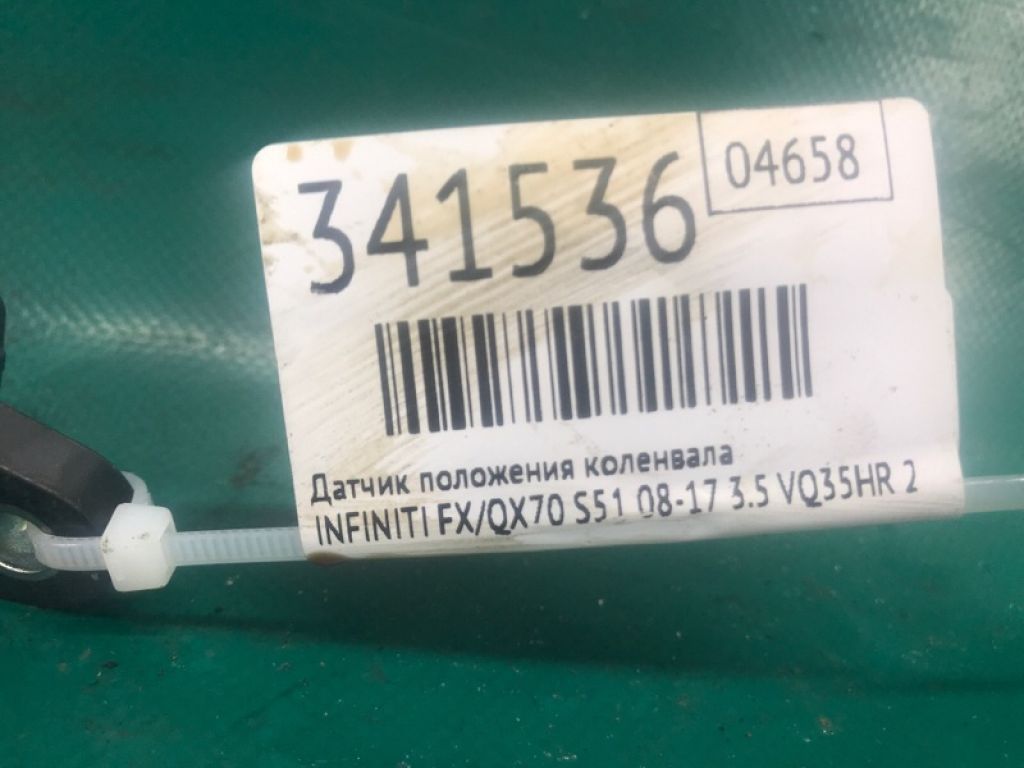 341536
04658
Датчик положения коленвала
INFINITI FX/QX70 S51 08-17 3.5 VQ35HR 2